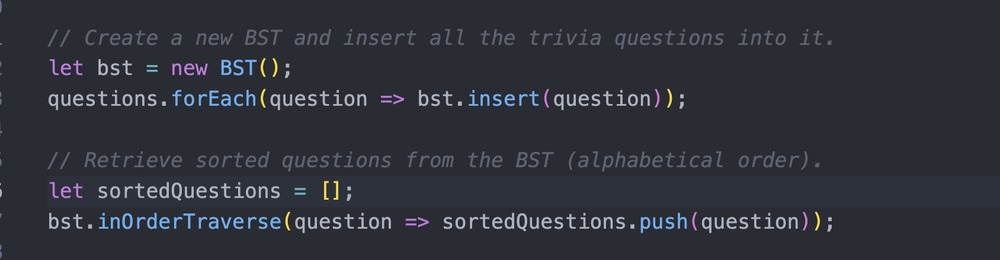 // Create a new BST and insert all the trivia questions into it.
let bst = new BST();
questions.forEach(question => bst.insert(question));
// Retrieve sorted questions from the BST (alphabetical order).
let sortedQuestions = [];
bst.inOrderTraverse(question => sortedQuestions.push(question));